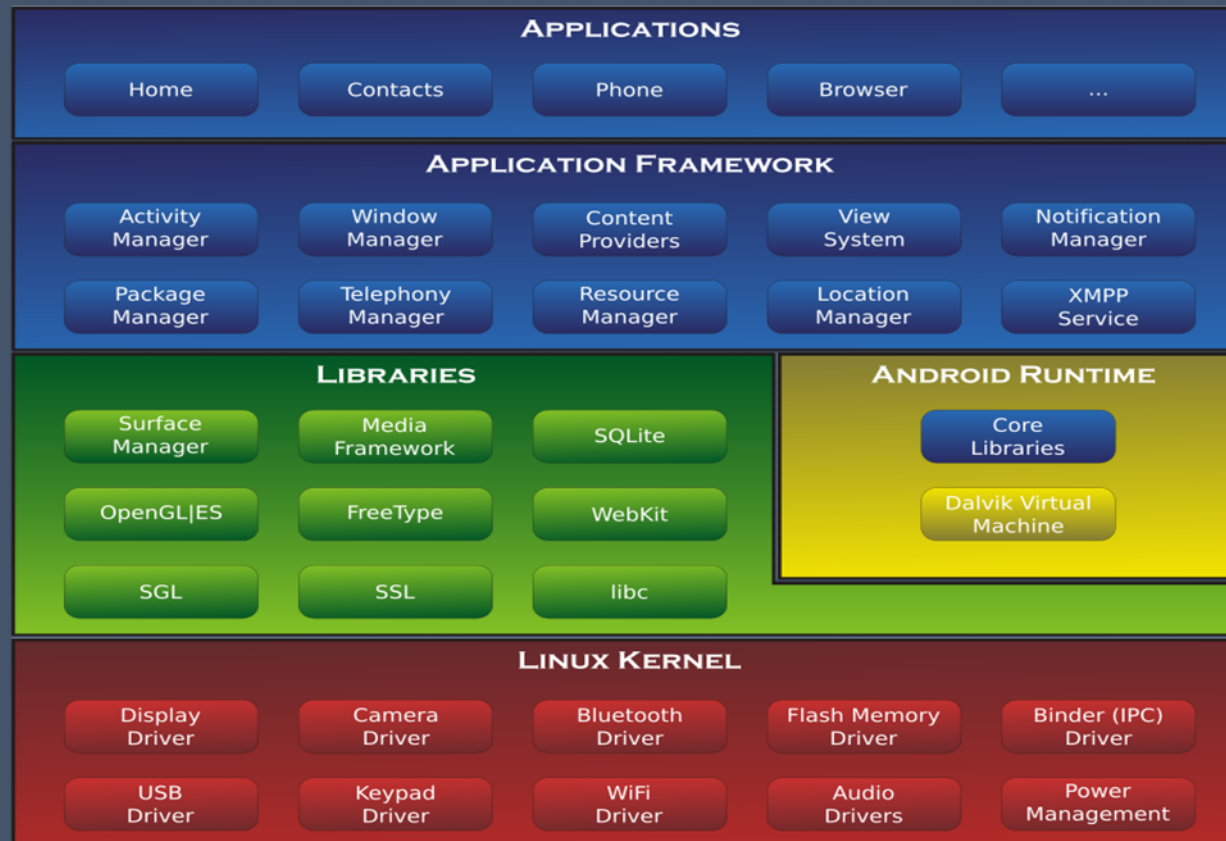 APPLICATIONS
Home
Contacts
Phone
Browser
...
APPLICATION FRAMEWORK
Activity
Manager
Window
Manager
Content
Providers
View
System
Notification
Manager
Package
Manager
Telephony
Manager
Resource
Manager
Location
Manager
XMPP
Service
LIBRARIES
Surface
Manager
Media
Framework
SQLite
OpenGL|ES
FreeType
WebKit
SGL
SSL
libc
ANDROID RUNTIME
Core
Libraries
Dalvik Virtual
Machine
LINUX KERNEL
Display
Driver
Camera
Driver
Bluetooth
Driver
Flash Memory
Driver
Binder (IPC)
Driver
USB
Driver
Keypad
Driver
WiFi
Driver
Audio
Drivers
Power
Management